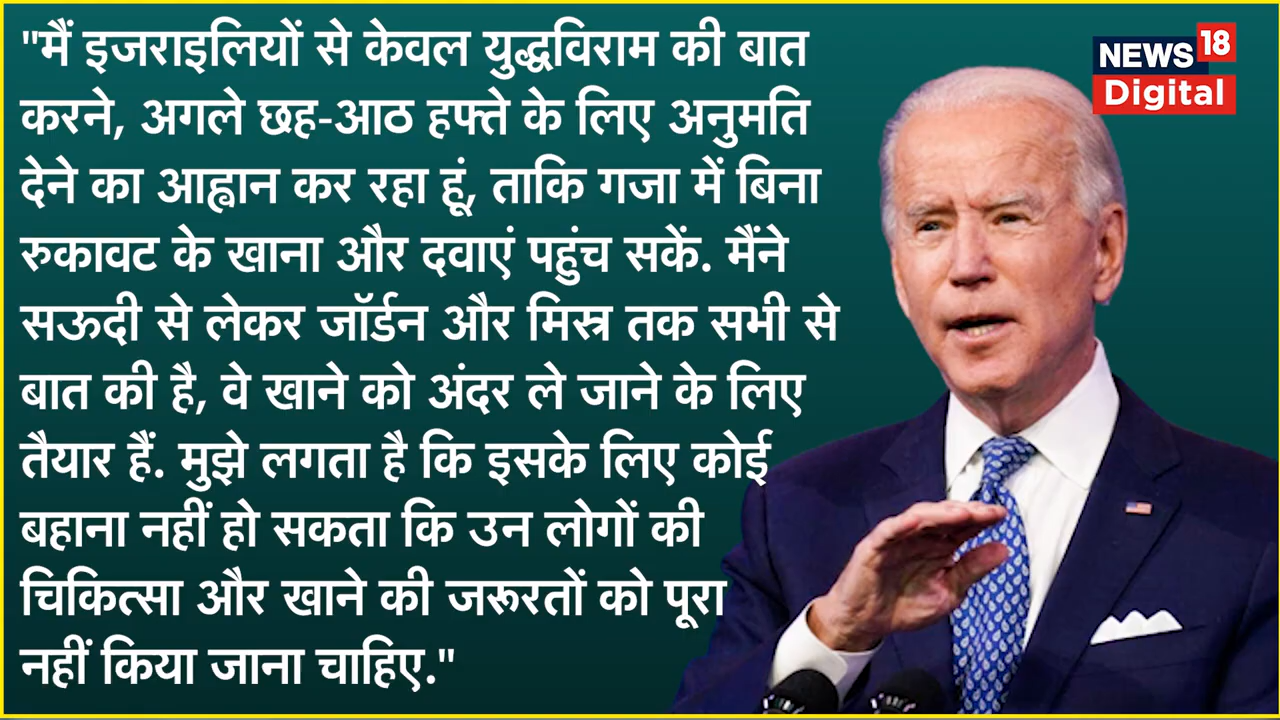 "मैं इजराइलियों से केवल युद्धविराम की बात
करने, अगले छह-आठ हफ्ते के लिए अनुमति
देने का आह्वान कर रहा हूं, ताकि गजा में बिना
रुकावट के खाना और दवाएं पहुंच सकें. मैंने
सऊदी से लेकर जॉर्डन और मिस्र तक सभी से
बात की है, वे खाने को अंदर ले जाने के लिए
तैयार हैं. मुझे लगता है कि इसके लिए कोई
बहाना नहीं हो सकता कि उन लोगों की
चिकित्सा और खाने की जरूरतों को पूरा
नहीं किया जाना चाहिए."
NEWS 18
Digital